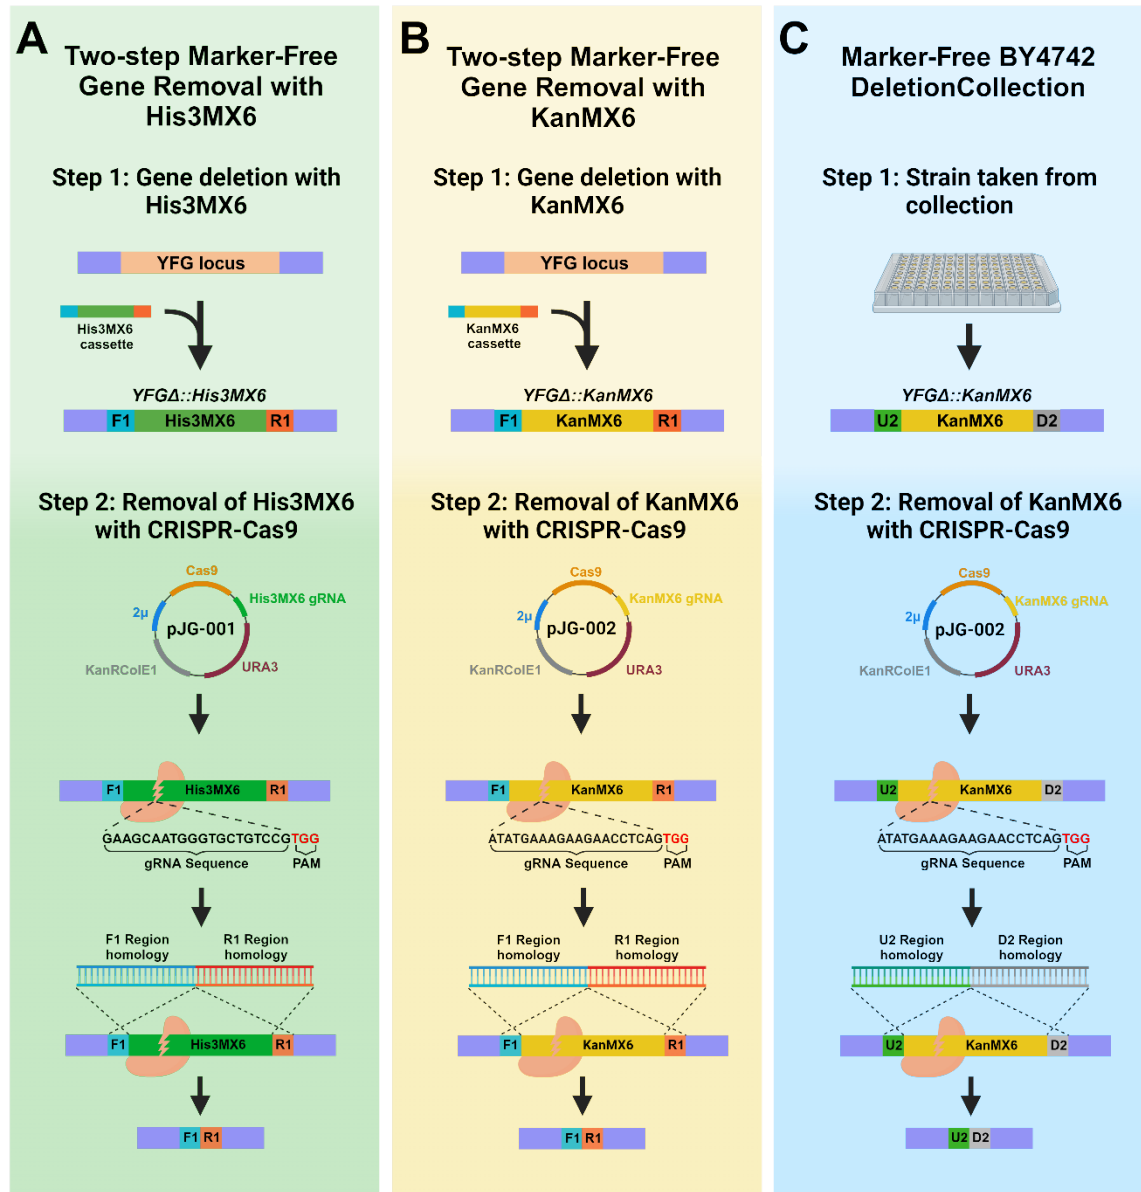 A
Two-step Marker-Free
Gene Removal with
His3MX6
Step 1: Gene deletion with
His3MX6
YFG locus
His3MX6
cassette
YFGΔ::His3MX6
F1 His3MX6 R1
Step 2: Removal of His3MX6
with CRISPR-Cas9
Cas9
His3MX6 gRNA
2µ
pJG-001
KanRColE1
URA3
F1 His3MX6 R1
GAAGCAATGGGTGCTGTCCGTGG
gRNA Sequence PAM
F1 Region
homology
R1 Region
homology
F1 His3MX6 R1
F1 R1
B
Two-step Marker-Free
Gene Removal with
KanMX6
Step 1: Gene deletion with
KanMX6
YFG locus
KanMX6
cassette
YFGΔ::KanMX6
F1 KanMX6 R1
Step 2: Removal of KanMX6
with CRISPR-Cas9
Cas9
KanMX6 gRNA
2µ
pJG-002
KanRColE1
URA3
F1 KanMX6 R1
ATATGAAAGAAGAACCTCAGTGG
gRNA Sequence PAM
F1 Region
homology
R1 Region
homology
F1 KanMX6 R1
F1 R1
C
Marker-Free BY4742
DeletionCollection
Step 1: Strain taken from
collection
YFGΔ::KanMX6
U2 KanMX6 D2
Step 2: Removal of KanMX6
with CRISPR-Cas9
Cas9
KanMX6 gRNA
2µ
pJG-002
KanRColE1
URA3
U2 KanMX6 D2
ATATGAAAGAAGAACCTCAGTGG
gRNA Sequence PAM
U2 Region
homology
D2 Region
homology
U2 KanMX6 D2
U2 D2